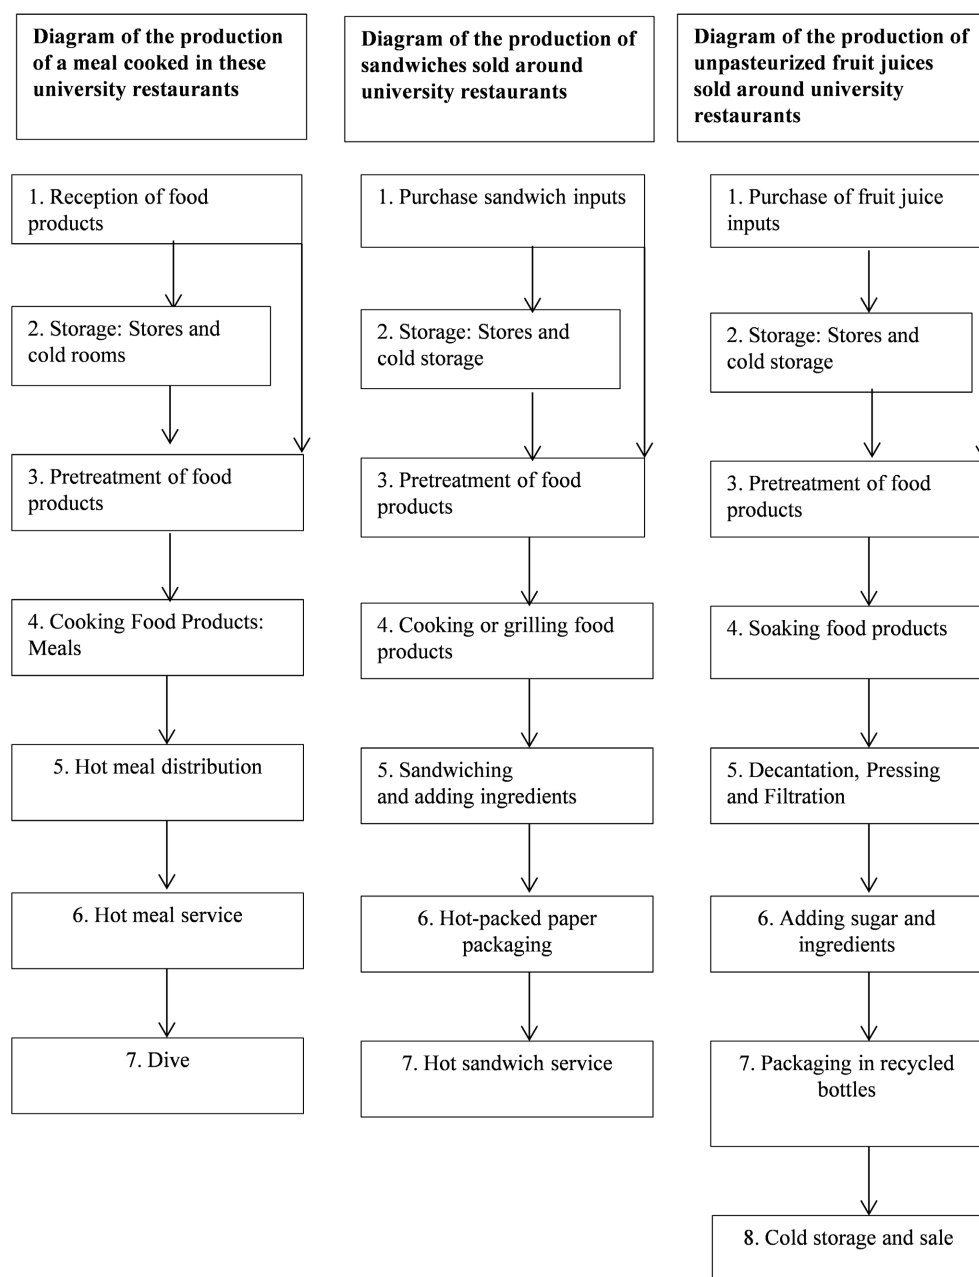 Diagram of the production
of a meal cooked in these
university restaurants
1. Reception of food
products
2. Storage: Stores and
cold rooms
3. Pretreatment of food
products
4. Cooking Food Products:
Meals
5. Hot meal distribution
6. Hot meal service
7. Dive
Diagram of the production of
sandwiches sold around
university restaurants
1. Purchase sandwich inputs
2. Storage: Stores and
cold storage
3. Pretreatment of food
products
4. Cooking or grilling food
products
5. Sandwiching
and adding ingredients
6. Hot-packed paper
packaging
7. Hot sandwich service
Diagram of the production of
unpasteurized fruit juices
sold around university
restaurants
1. Purchase of fruit juice
inputs
2. Storage: Stores and
cold storage
3. Pretreatment of food
products
4. Soaking food products
5. Decantation, Pressing
and Filtration
6. Adding sugar and
ingredients
7. Packaging in recycled
bottles
8. Cold storage and sale